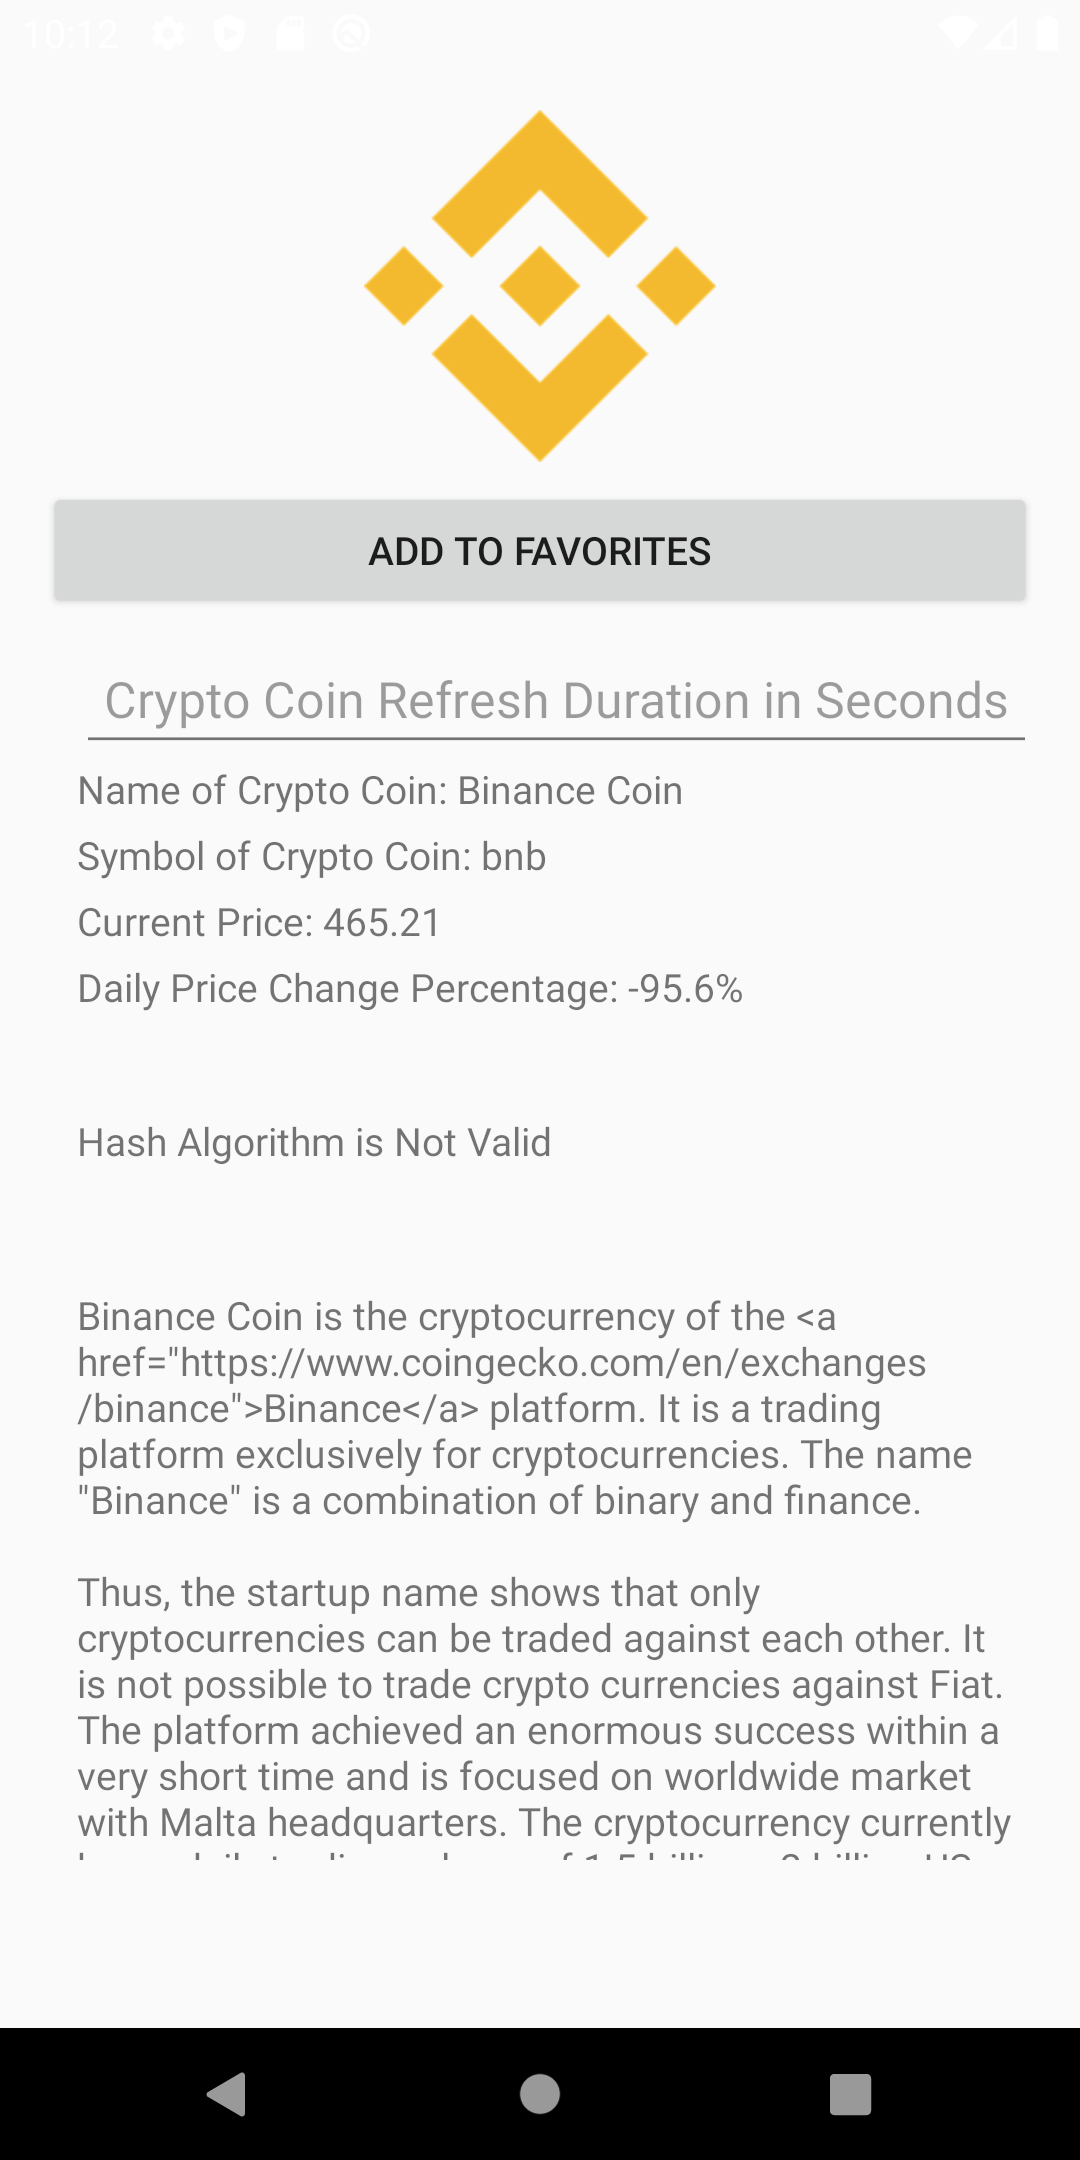 10:12
ADD TO FAVORITES
Crypto Coin Refresh Duration in Seconds
Name of Crypto Coin: Binance Coin
Symbol of Crypto Coin: bnb
Current Price: 465.21
Daily Price Change Percentage: -95.6%
Hash Algorithm is Not Valid
Binance Coin is the cryptocurrency of the <a
href="https://www.coingecko.com/en/exchanges
/binance">Binance</a> platform. It is a trading
platform exclusively for cryptocurrencies. The name
"Binance" is a combination of binary and finance.
Thus, the startup name shows that only
cryptocurrencies can be traded against each other. It
is not possible to trade crypto currencies against Fiat.
The platform achieved an enormous success within a
very short time and is focused on worldwide market
with Malta headquarters. The cryptocurrency currently